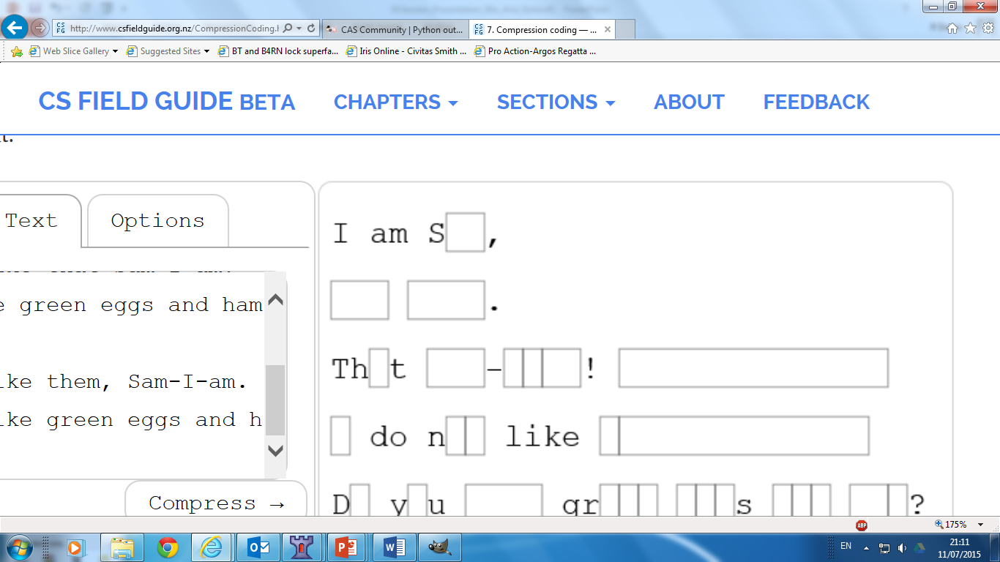 http://www.csfieldguide.org.nz/CompressionCoding.h
CAS Community | Python out...
7. Compression coding — ...
Web Slice Gallery
Suggested Sites
BT and B4RN lock superfa...
Iris Online - Civitas Smith ...
Pro Action-Argos Regatta ...
CS FIELD GUIDE BETA
CHAPTERS
SECTIONS
ABOUT
FEEDBACK
Text
Options
e green eggs and ham
ike them, Sam-I-am.
ike green eggs and h
Compress →
I am S ,
.
Th t - !
do n like
D y u gr s ?
ABP
175%
EN
21:11
11/07/2015